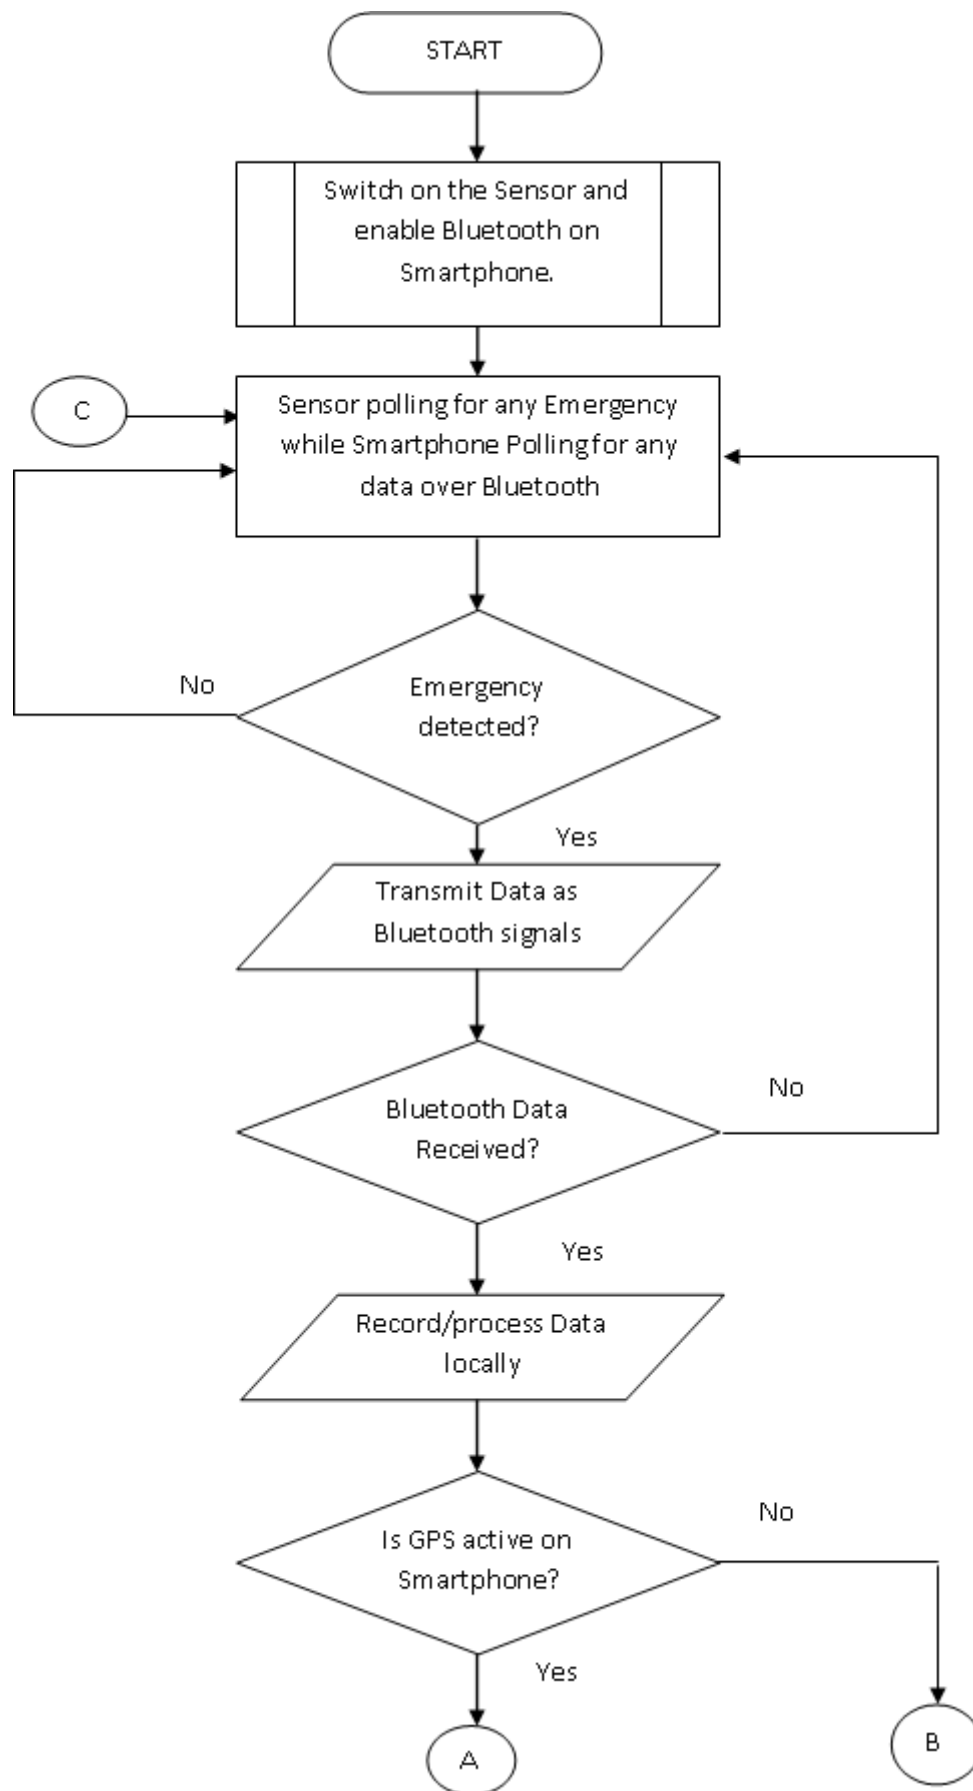 START
Switch on the Sensor and
enable Bluetooth on
Smartphone.
C
Sensor polling for any Emergency
while Smartphone Polling for any
data over Bluetooth
No
Emergency
detected?
Yes
Transmit Data as
Bluetooth signals
No
Bluetooth Data
Received?
Yes
Record/process Data
locally
No
Is GPS active on
Smartphone?
Yes
A
B